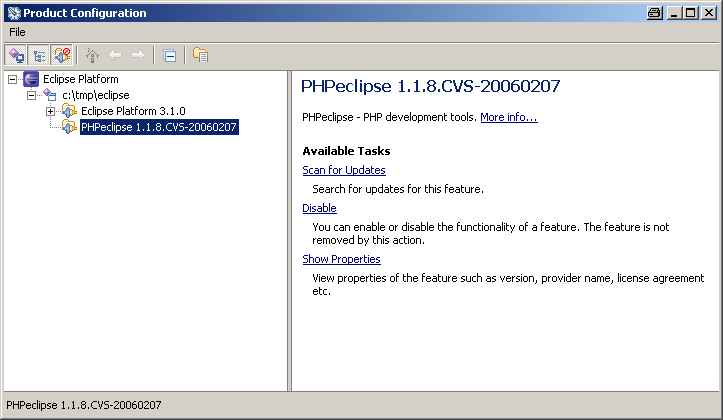 Product Configuration
File
Eclipse Platform
c:\tmp\eclipse
Eclipse Platform 3.1.0
PHPeclipse 1.1.8.CVS-20060207
PHPeclipse 1.1.8.CVS-20060207
PHPeclipse - PHP development tools. More info...
Available Tasks
Scan for Updates
Search for updates for this feature.
Disable
You can enable or disable the functionality of a feature. The feature is not
removed by this action.
Show Properties
View properties of the feature such as version, provider name, license agreement
etc.
PHPeclipse 1.1.8.CVS-20060207